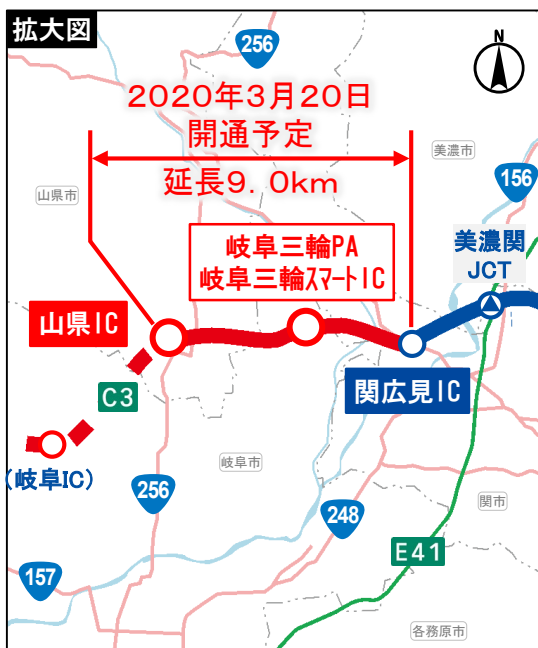 拡大図
256
N
2020年3月20日
開通予定
延長9.0km
美濃市
156
山県市
岐阜三輪PA
岐阜三輪スマートIC
美濃関
JCT
山県IC
関広見IC
C3
(岐阜IC)
岐阜市
256
248
関市
E41
157
各務原市